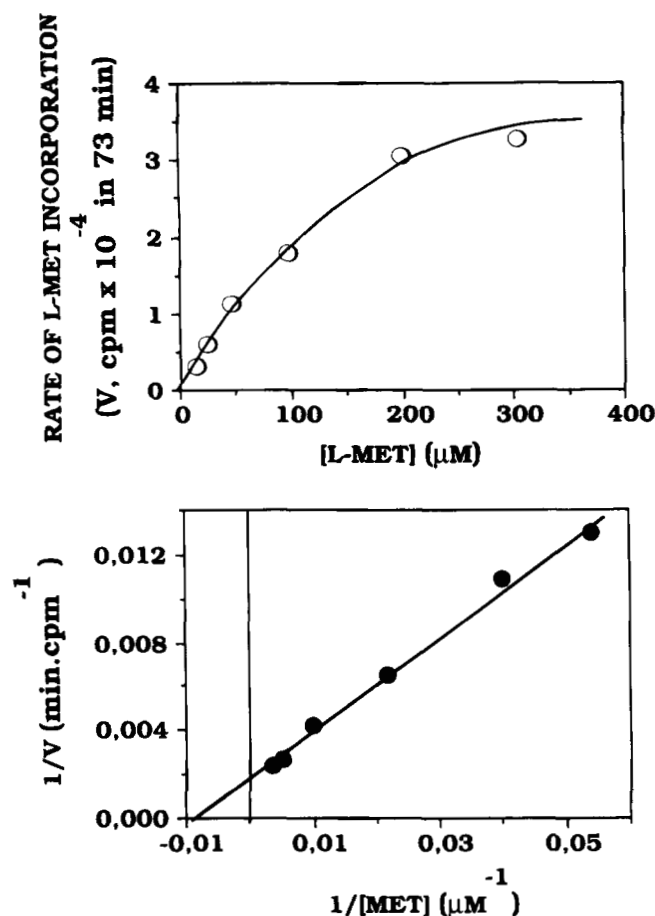 RATE OF L-MET INCORPORATION
(V, cpm x 10 -4 in 73 min)
4
3
2
1
0
0 100 200 300 400
[L-MET] (µM)
1/V (min.cpm -1)
0,012
0,008
0,004
0,000
-0,01 0,01 0,03 0,05
1/[MET] (µM -1)